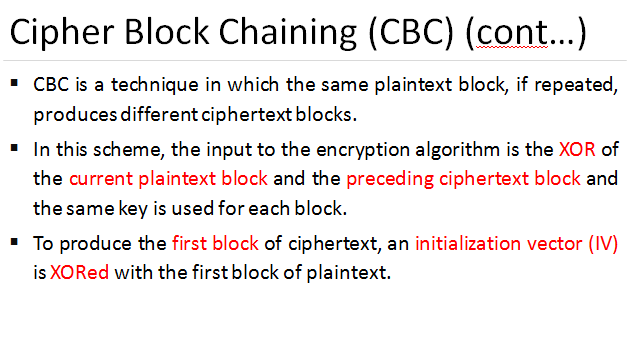 Cipher Block Chaining (CBC) (cont…)
▪ CBC is a technique in which the same plaintext block, if repeated,
produces different ciphertext blocks.
▪ In this scheme, the input to the encryption algorithm is the XOR of
the current plaintext block and the preceding ciphertext block and
the same key is used for each block.
▪ To produce the first block of ciphertext, an initialization vector (IV)
is XORed with the first block of plaintext.